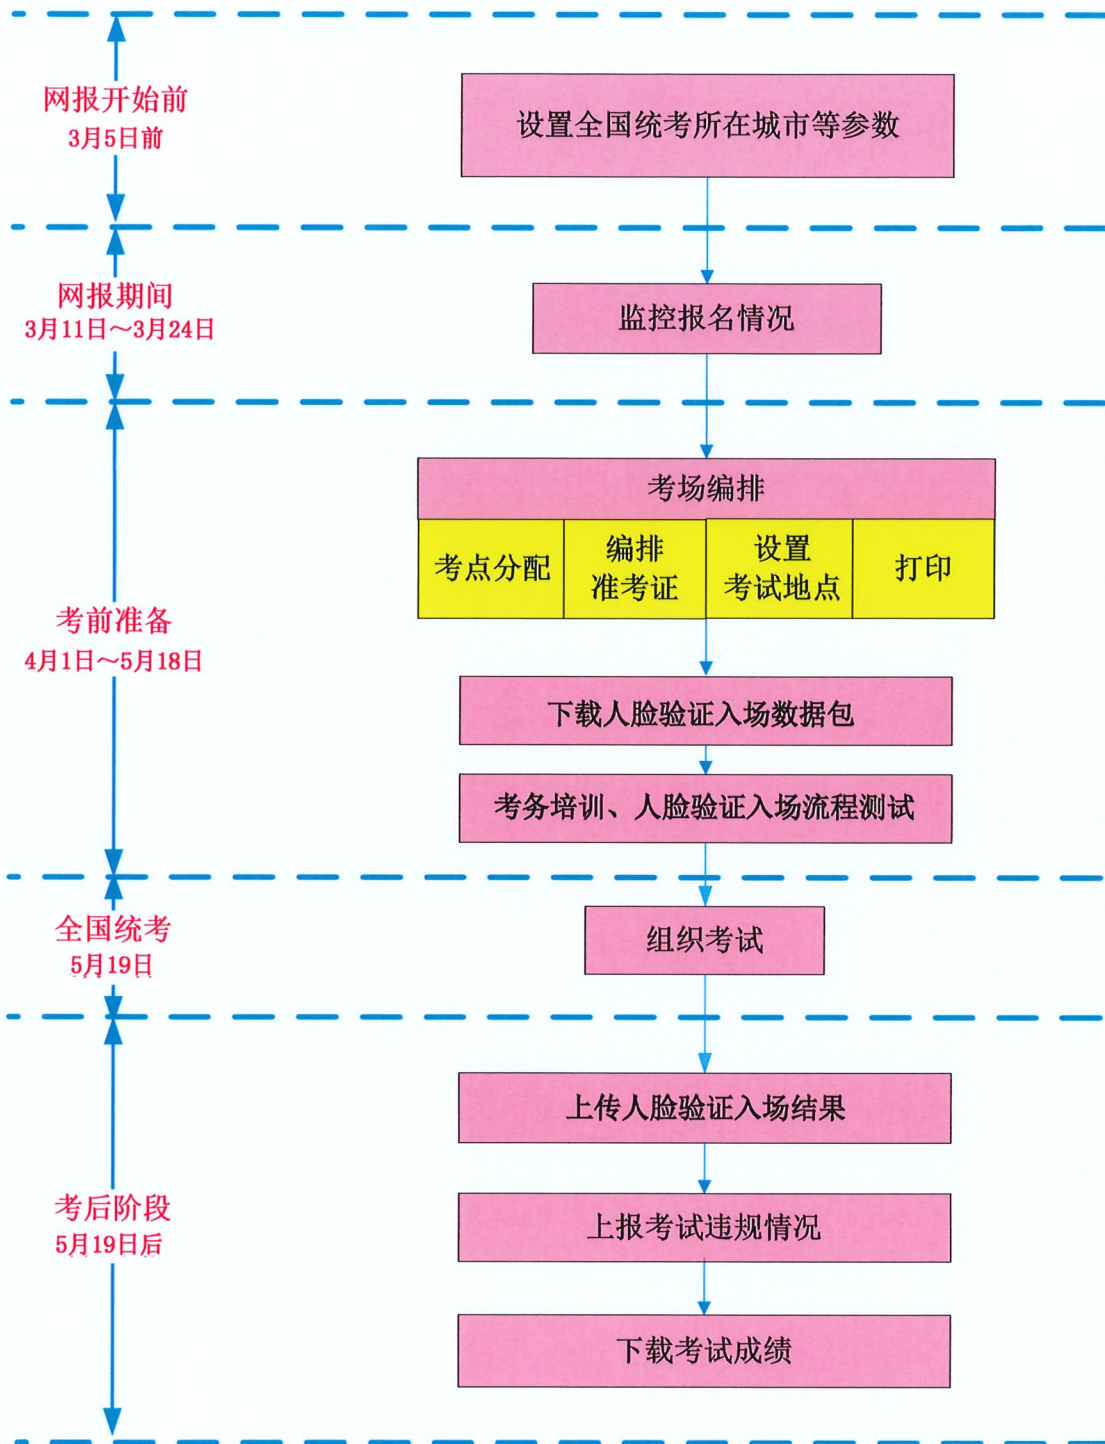 网报开始前
3月5日前
设置全国统考所在城市等参数
网报期间
3月11日～3月24日
监控报名情况
考前准备
4月1日～5月18日
考场编排
考点分配
编排
准考证
设置
考试地点
打印
下载人脸验证入场数据包
考务培训、人脸验证入场流程测试
全国统考
5月19日
组织考试
考后阶段
5月19日后
上传人脸验证入场结果
上报考试违规情况
下载考试成绩